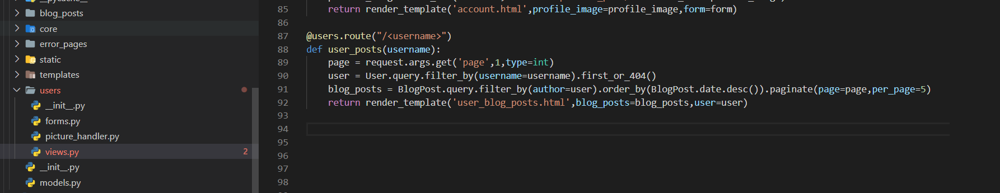 __pycache__
blog_posts
core
error_pages
static
templates
users
__init__.py
forms.py
picture_handler.py
views.py 2
__init__.py
models.py
85 return render_template('account.html',profile_image=profile_image,form=form)
86
87 @users.route("/<username>")
88 def user_posts(username):
89 page = request.args.get('page',1,type=int)
90 user = User.query.filter_by(username=username).first_or_404()
91 blog_posts = BlogPost.query.filter_by(author=user).order_by(BlogPost.date.desc()).paginate(page=page,per_page=5)
92 return render_template('user_blog_posts.html',blog_posts=blog_posts,user=user)
93
94
95
96
97
98